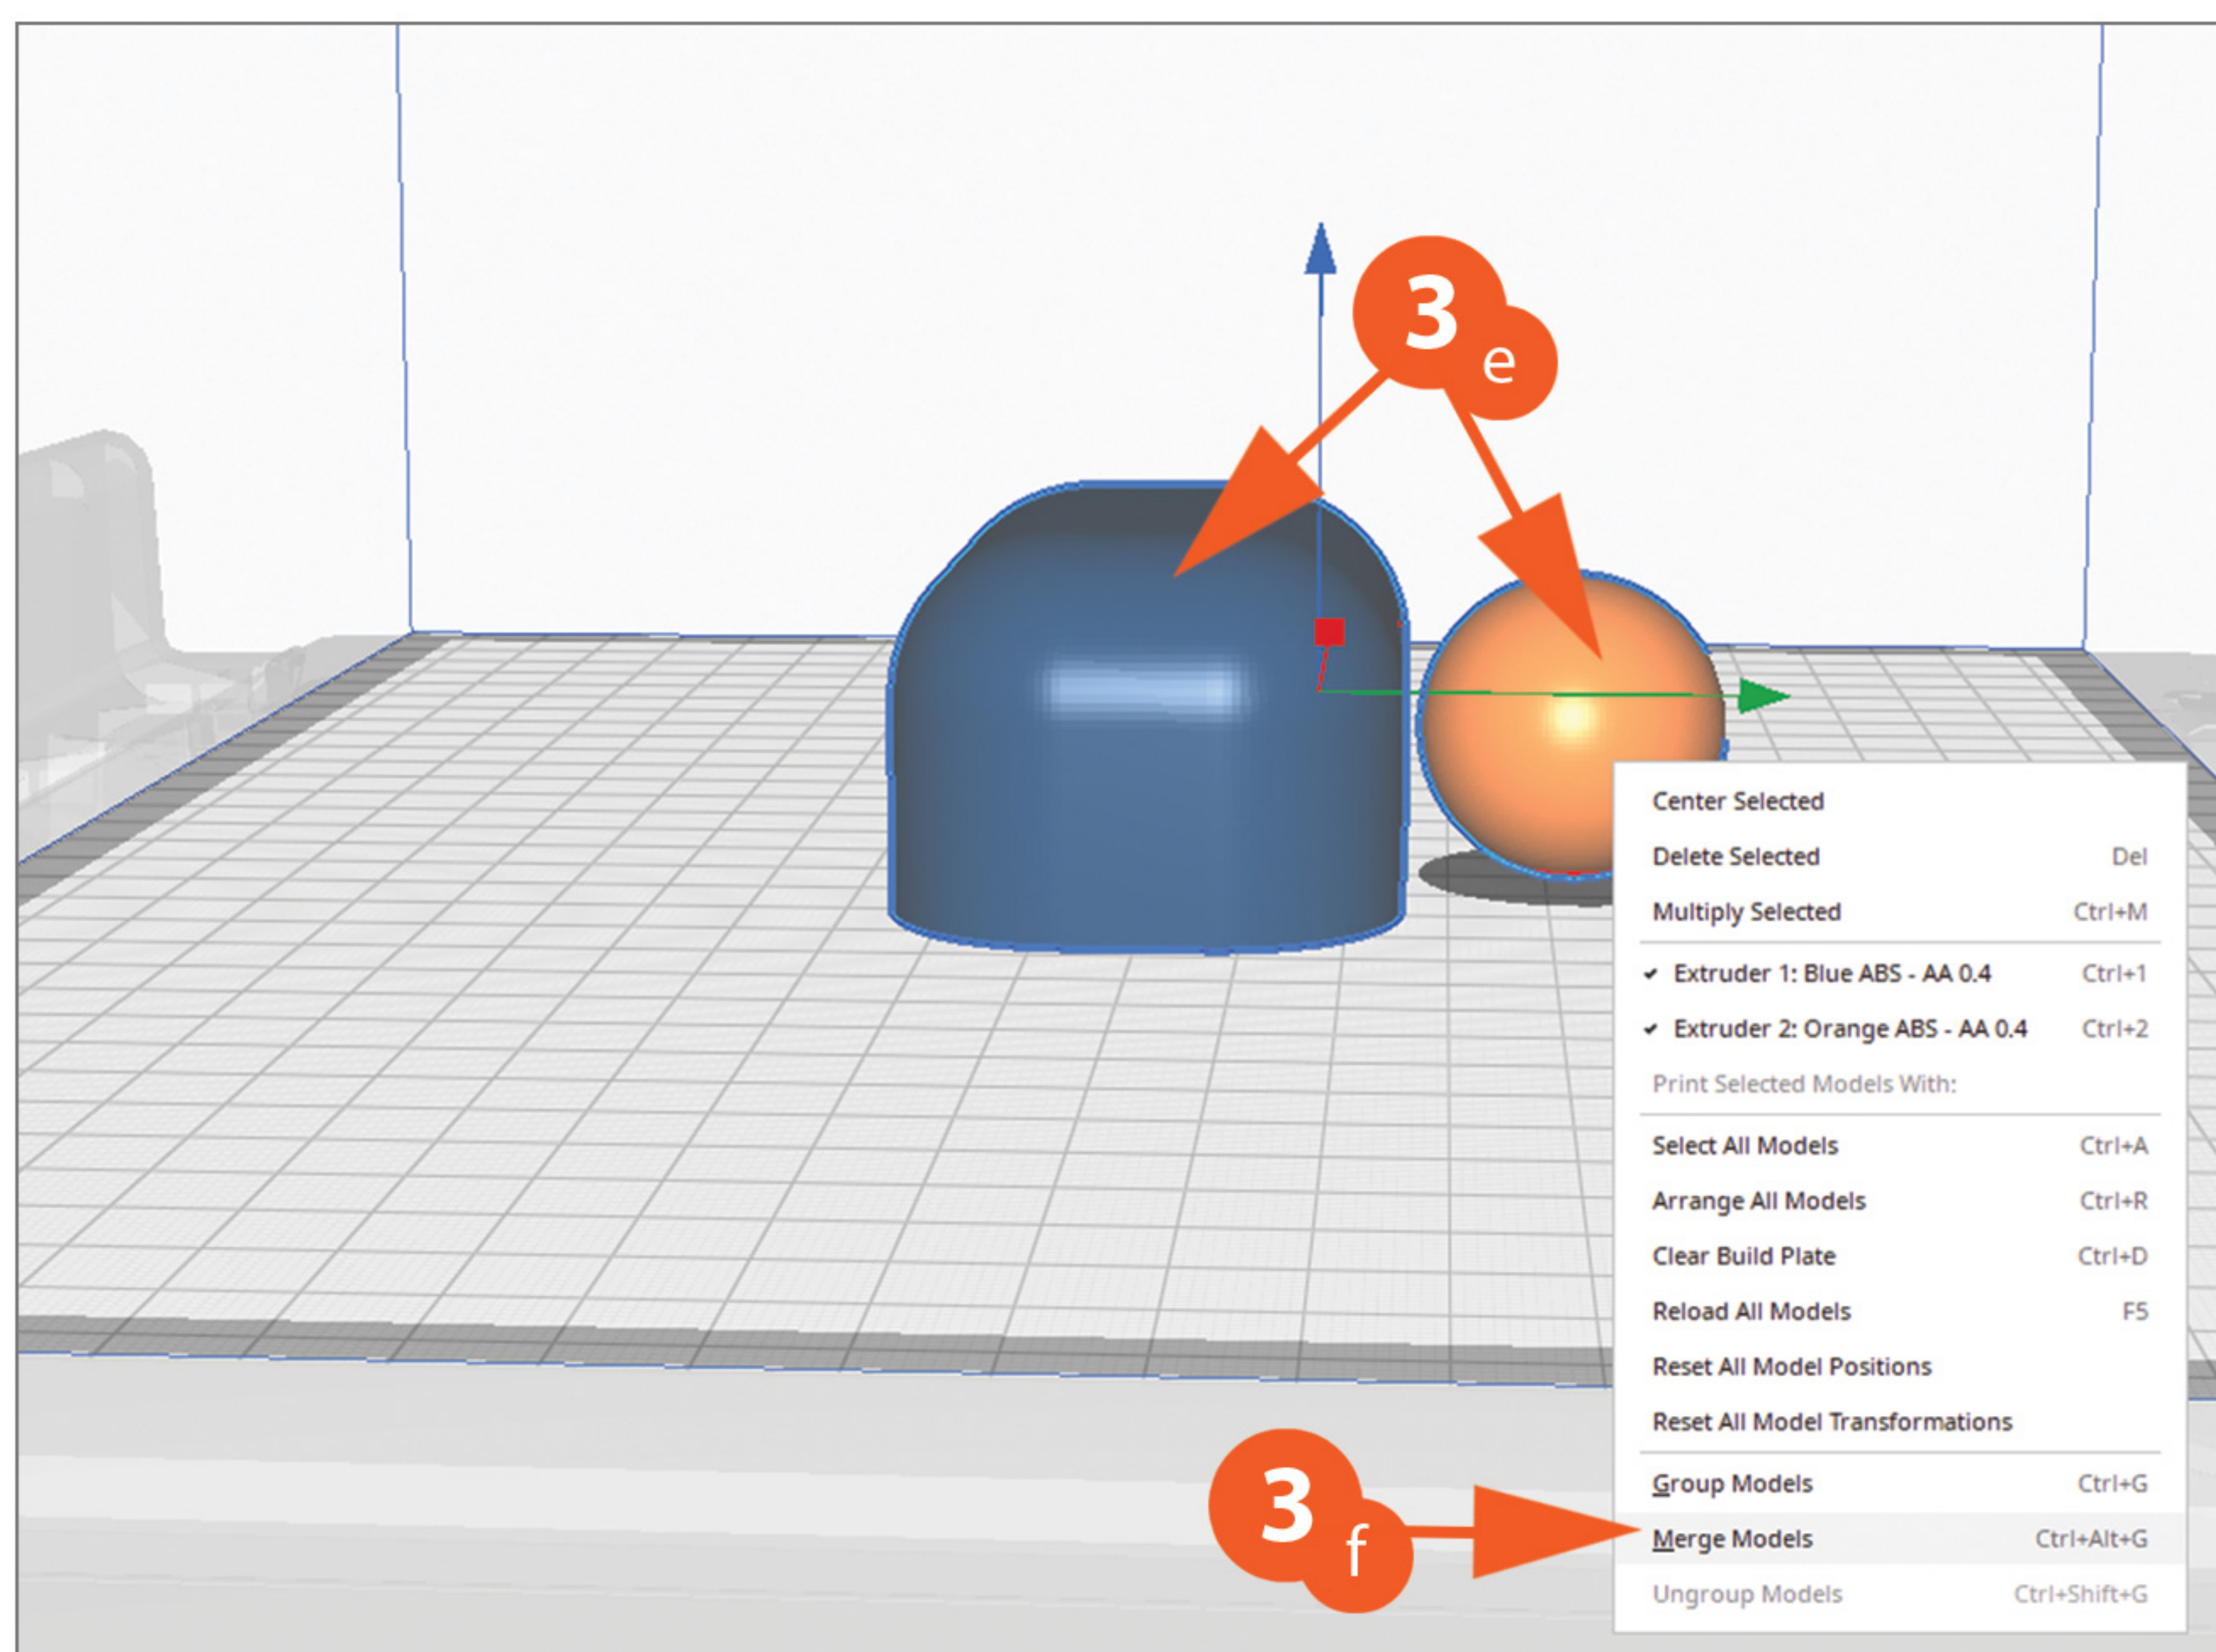 3
e
Center Selected
Delete Selected Del
Multiply Selected Ctrl+M
✔ Extruder 1: Blue ABS - AA 0.4 Ctrl+1
✔ Extruder 2: Orange ABS - AA 0.4 Ctrl+2
Print Selected Models With:
Select All Models Ctrl+A
Arrange All Models Ctrl+R
Clear Build Plate Ctrl+D
Reload All Models F5
Reset All Model Positions
Reset All Model Transformations
Group Models Ctrl+G
3
f
Merge Models Ctrl+Alt+G
Ungroup Models Ctrl+Shift+G